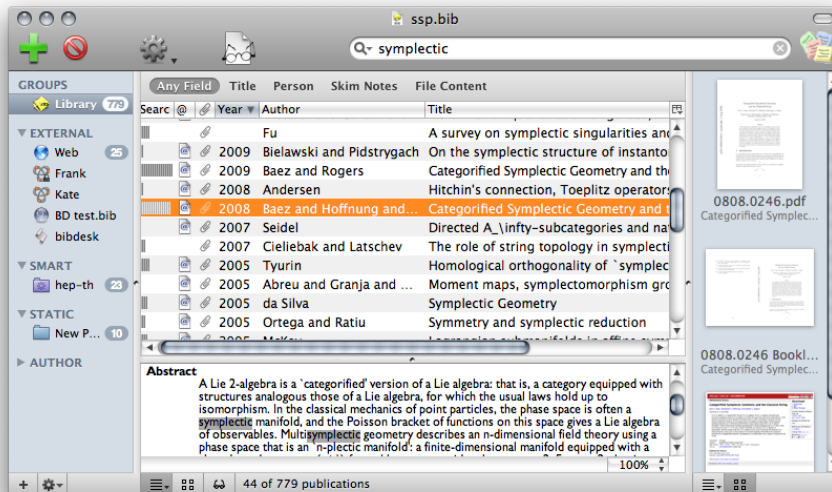 ssp.bib
symplectic
GROUPS
Library 779
EXTERNAL
Web 25
Frank
Kate
BD test.bib
bibdesk
SMART
hep-th 23
STATIC
New P... 10
AUTHOR
Any Field Title Person Skim Notes File Content
Searc @ Year Author Title
Fu A survey on symplectic singularities and
2009 Bielawski and Pidstrygach On the symplectic structure of instanto
2009 Baez and Rogers Categorified Symplectic Geometry and the
2008 Andersen Hitchin's connection, Toeplitz operators
2008 Baez and Hoffnung and... Categorified Symplectic Geometry and t
2007 Seidel Directed A_\infty-subcategories and nat
2007 Cieliebak and Latschev The role of string topology in symplecti
2005 Tyurin Homological orthogonality of `symplec
2005 Abreu and Granja and ... Moment maps, symplectomorphism gro
2005 da Silva Symplectic Geometry
2005 Ortega and Ratiu Symmetry and symplectic reduction
Abstract
A Lie 2-algebra is a `categorified' version of a Lie algebra: that is, a category equipped with
structures analogous those of a Lie algebra, for which the usual laws hold up to
isomorphism. In the classical mechanics of point particles, the phase space is often a
symplectic manifold, and the Poisson bracket of functions on this space gives a Lie algebra
of observables. Multisymplectic geometry describes an n-dimensional field theory using a
phase space that is an `n-plectic manifold': a finite-dimensional manifold equipped with a
100%
44 of 779 publications
0808.0246.pdf
Categorified Symplec...
0808.0246 Bookl...
Categorified Symplec...